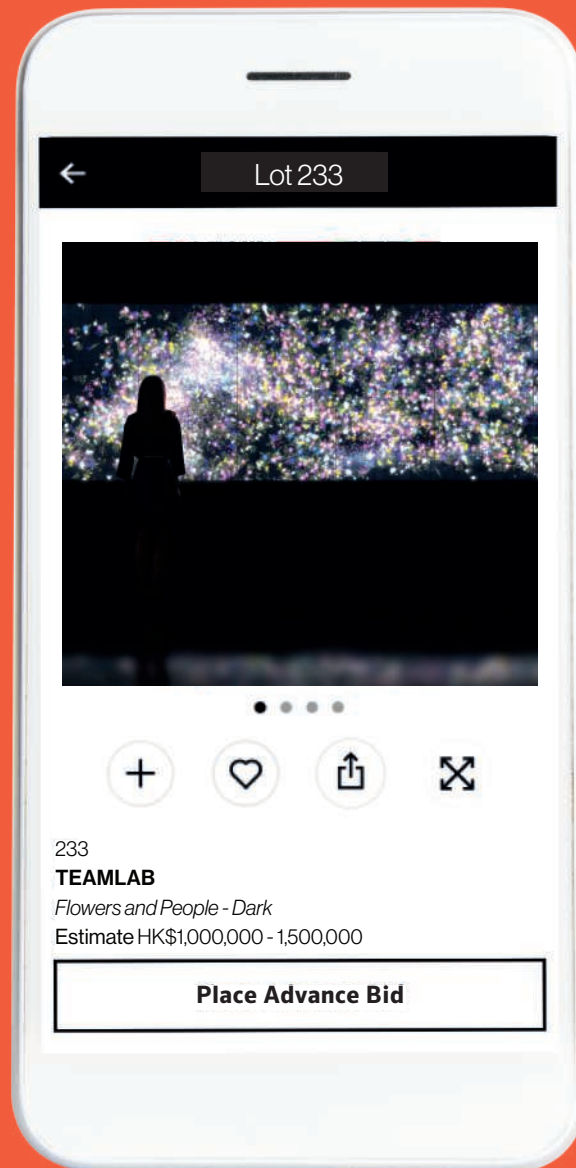 Lot 233
233
TEAMLAB
Flowers and People - Dark
Estimate HK$1,000,000 - 1,500,000
Place Advance Bid